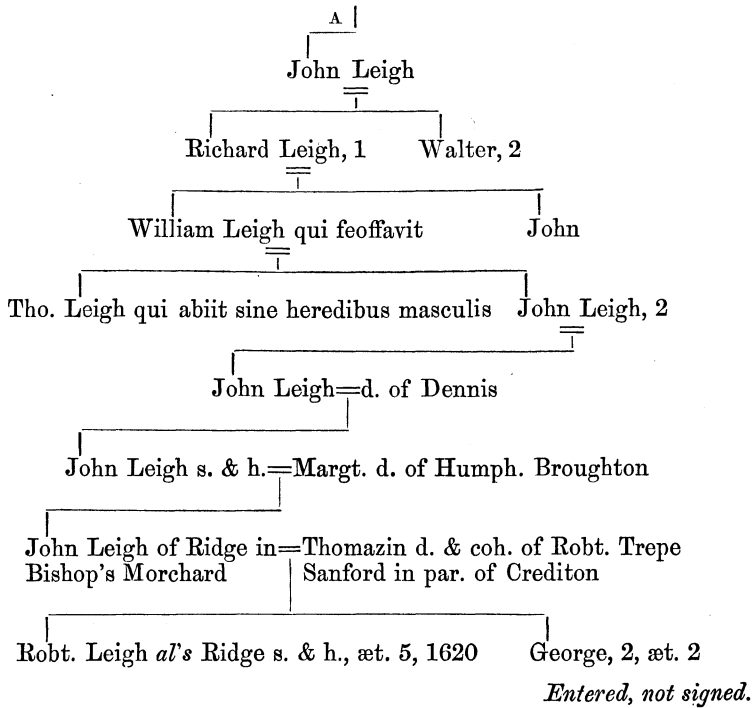 A
John Leigh
Richard Leigh, 1 Walter, 2
William Leigh qui feoffavit John
Tho. Leigh qui abiit sine heredibus masculis John Leigh, 2
John Leigh=d. of Dennis
John Leigh s. & h.=Margt. d. of Humph. Broughton
John Leigh of Ridge in=Thomazin d. & coh. of Robt. Trepe
Bishop's Morchard Sanford in par. of Crediton
Robt. Leigh al's Ridge s. & h., æt. 5, 1620 George, 2, æt. 2
Entered, not signed.